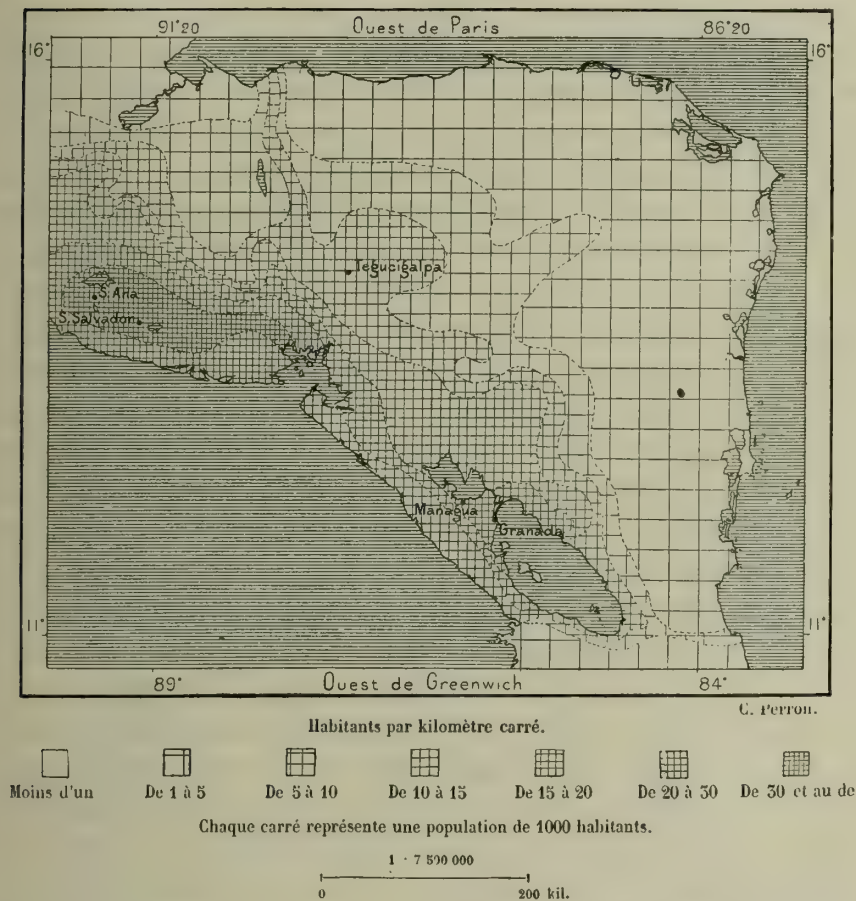 91°20 Ouest de Paris 86°20
16° 16°
Tegucigalpa
S. Ana
S. Salvador
Managua
Granada
11° 11°
89° Ouest de Greenwich 84°
C. Perron.
Habitants par kilomètre carré.
Moins d'un De 1 à 5 De 5 à 10 De 10 à 15 De 15 à 20 De 20 à 30 De 30 et au de
Chaque carré représente une population de 1000 habitants.
1 : 7 500 000
0 200 kil.